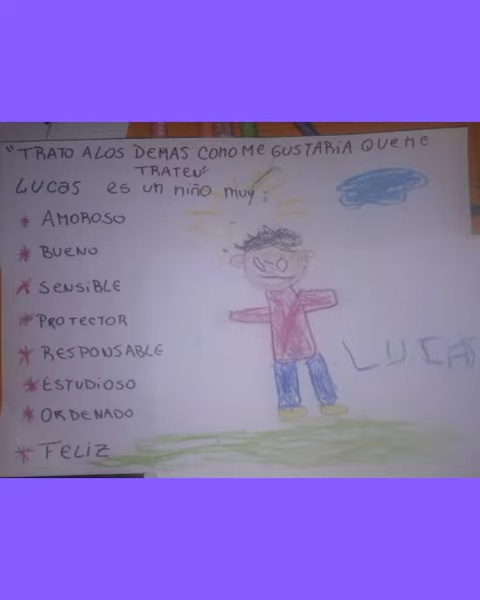 "TRATO A LOS DEMAS COMO ME GUSTARIA QUE ME
TRATEN"
LUCAS es un niño muy:
* AMOROSO
* BUENO
* SENSIBLE
* PROTECTOR
* RESPONSABLE
* ESTUDIOSO
* ORDENADO
* FELIZ
LUCAS